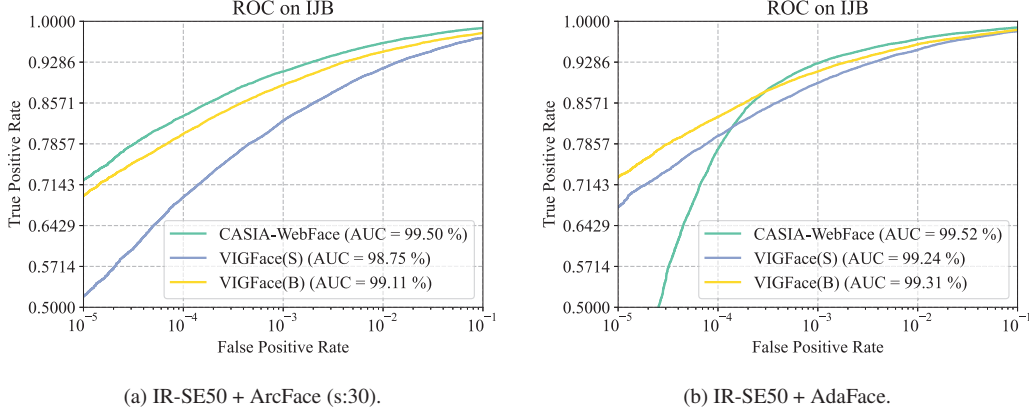 ROC on IJB
True Positive Rate
1.0000
0.9286
0.8571
0.7857
0.7143
0.6429
0.5714
0.5000
CASIA-WebFace (AUC = 99.50 %)
VIGFace(S) (AUC = 98.75 %)
VIGFace(B) (AUC = 99.11 %)
10⁻⁵ 10⁻⁴ 10⁻³ 10⁻² 10⁻¹
False Positive Rate
(a) IR-SE50 + ArcFace (s:30).
ROC on IJB
True Positive Rate
1.0000
0.9286
0.8571
0.7857
0.7143
0.6429
0.5714
0.5000
CASIA-WebFace (AUC = 99.52 %)
VIGFace(S) (AUC = 99.24 %)
VIGFace(B) (AUC = 99.31 %)
10⁻⁵ 10⁻⁴ 10⁻³ 10⁻² 10⁻¹
False Positive Rate
(b) IR-SE50 + AdaFace.